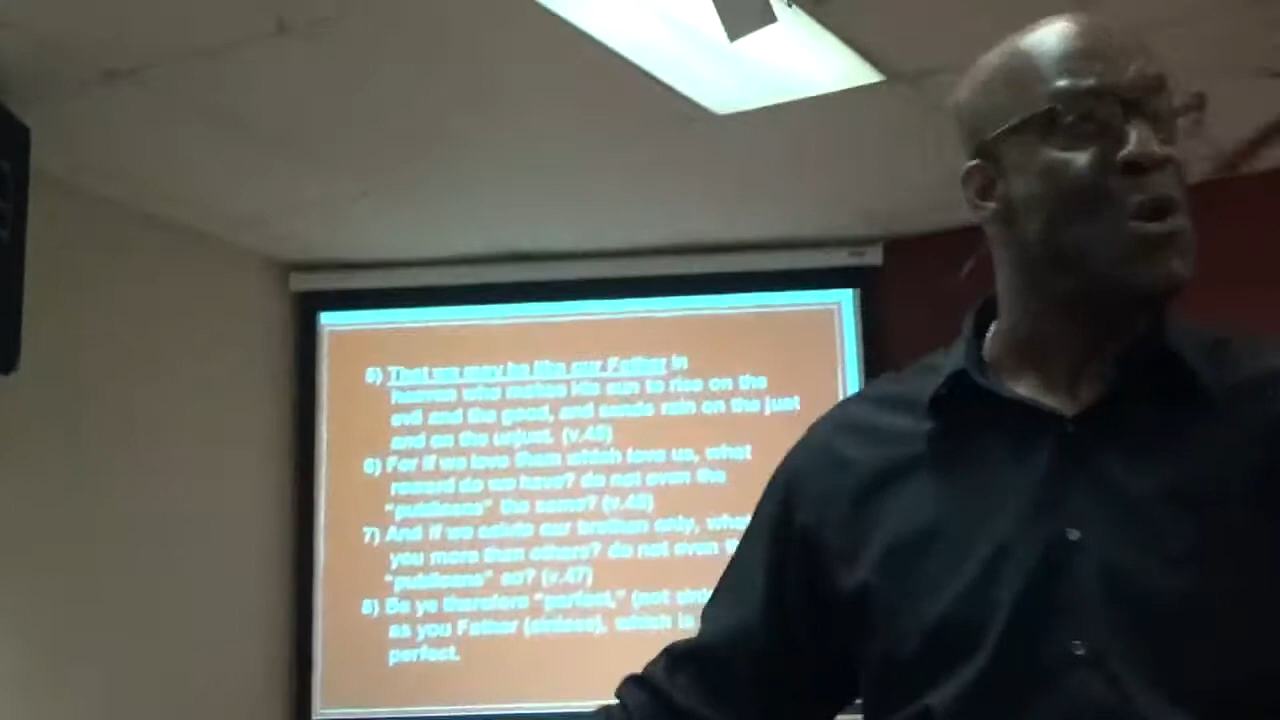 5) That we may be like our Father in
heaven who makes his sun to rise on the
evil and the good, and sends rain on the just
and on the unjust. (v.45)
6) For if we love them which love us, what
reward do we have? do not even the
"publicans" the same? (v.46)
7) And if we salute our brethren only, what
you more than others? do not even
"publicans" so? (v.47)
8) Be ye therefore "perfect," (not
as you Father (sinless), which is
perfect.